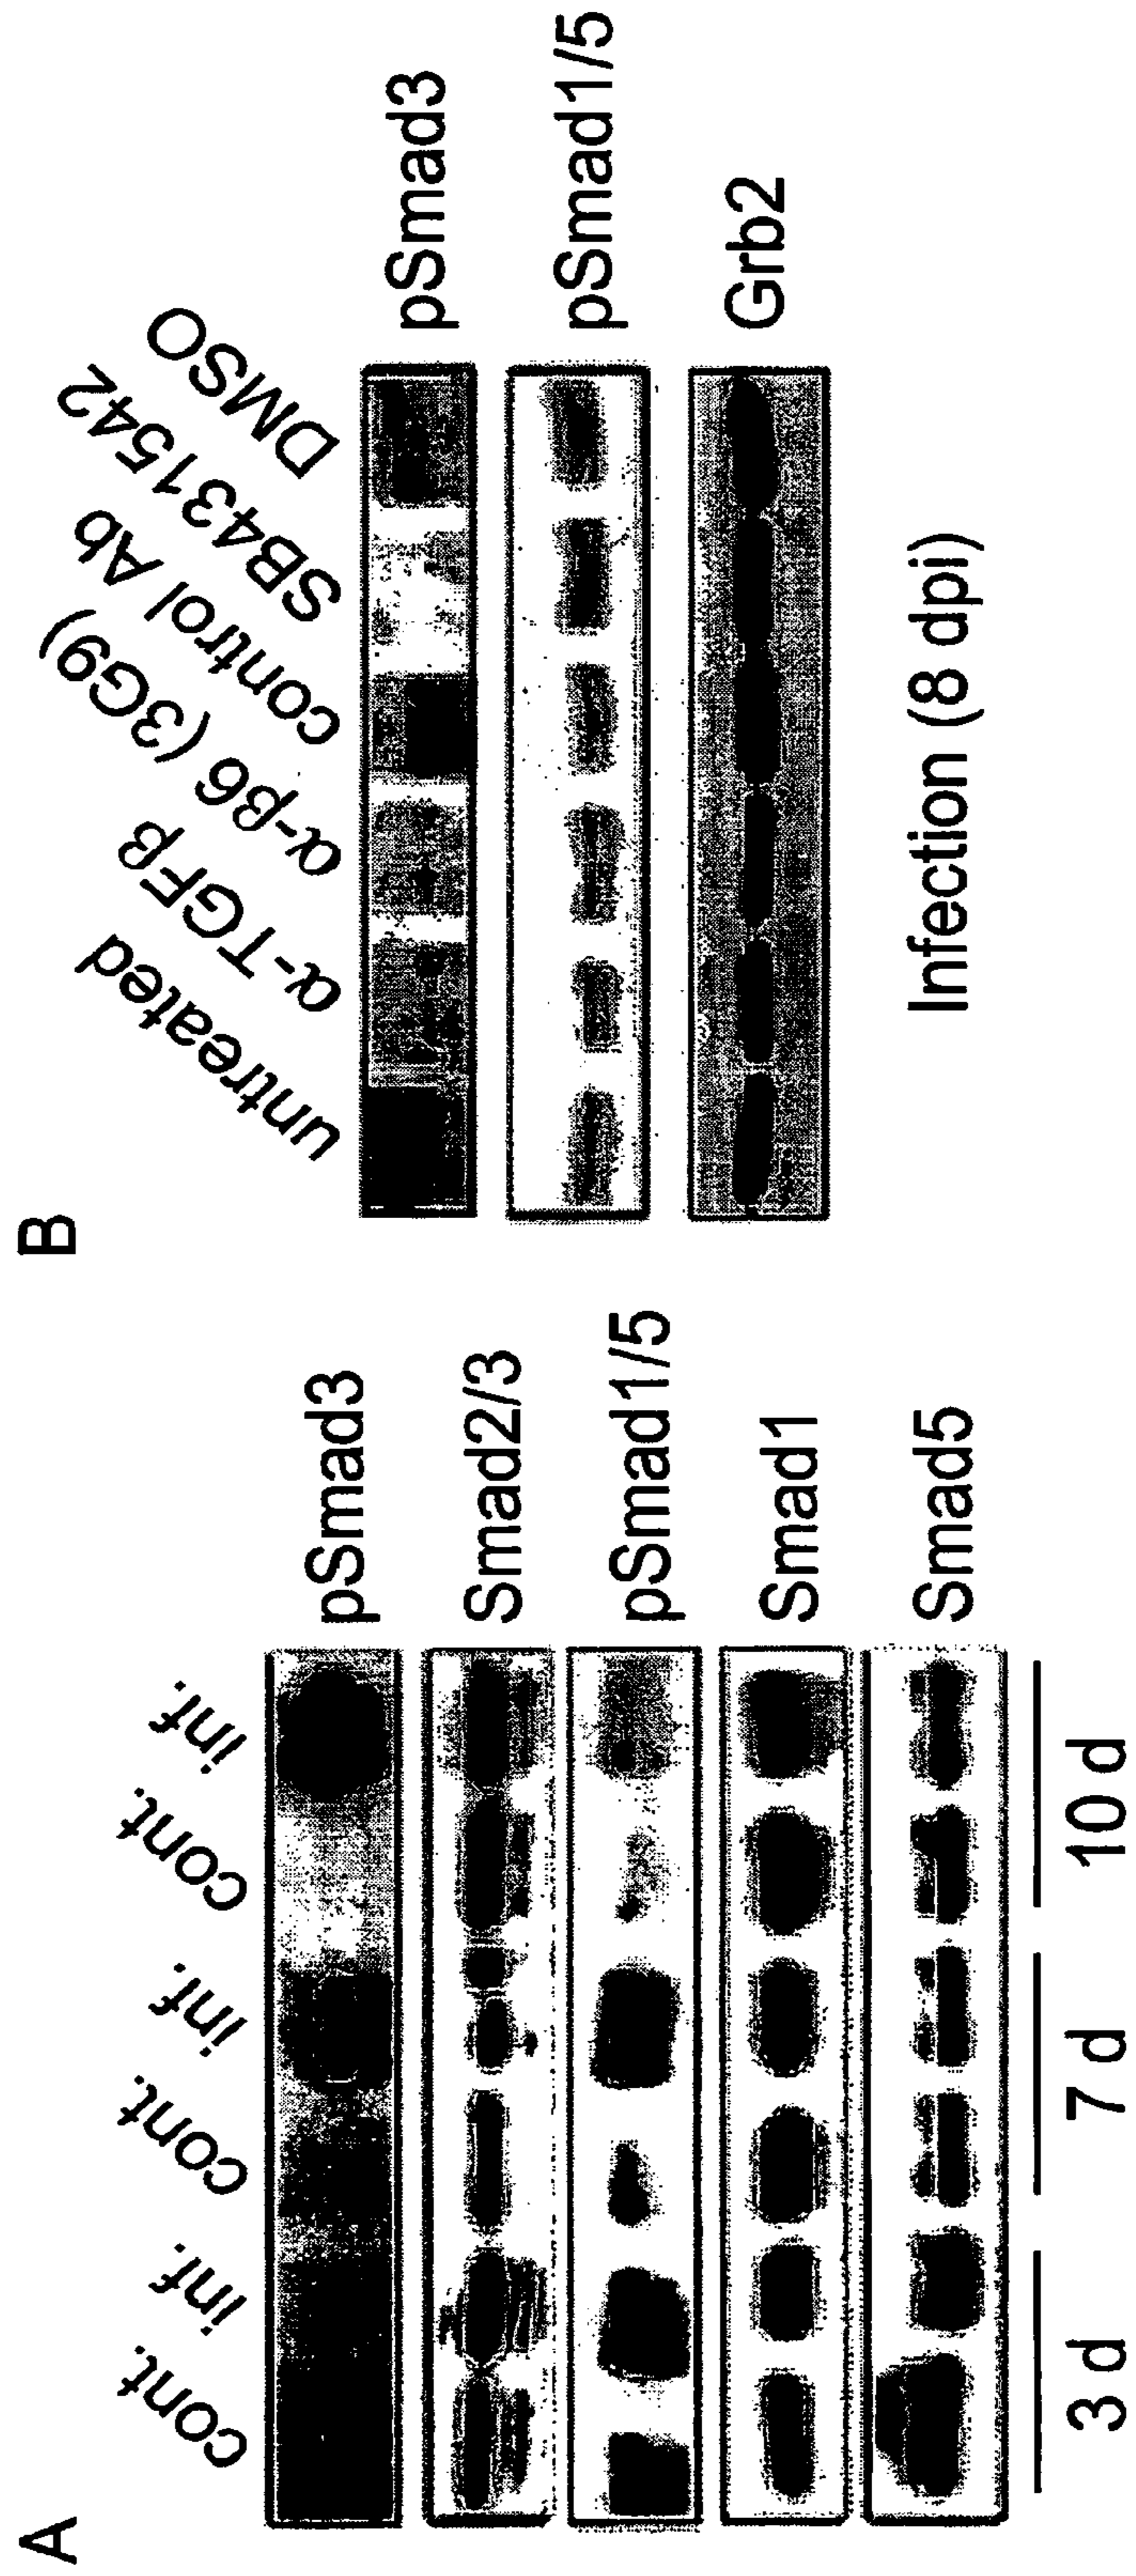 A
cont.
inf.
cont.
inf.
cont.
inf.
pSmad3
Smad2/3
pSmad1/5
Smad1
Smad5
3 d
7 d
10 d
B
untreated
α-TGFβ
α-β6 (3G9)
control Ab
SB431542
DMSO
pSmad3
pSmad1/5
Grb2
Infection (8 dpi)